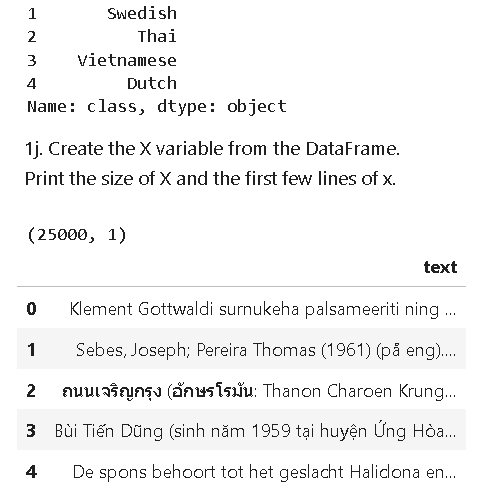 1 Swedish
2 Thai
3 Vietnamese
4 Dutch
Name: class, dtype: object
1j. Create the X variable from the DataFrame.
Print the size of X and the first few lines of x.
(25000, 1)
text
0 Klement Gottwaldi surnukeha palsameeriti ning ...
1 Sebes, Joseph; Pereira Thomas (1961) (på eng)....
2 ถนนเจริญกรุง (อักษรโรมัน: Thanon Charoen Krung...
3 Bùi Tiến Dũng (sinh năm 1959 tại huyện Ứng Hòa...
4 De spons behoort tot het geslacht Haliclona en...